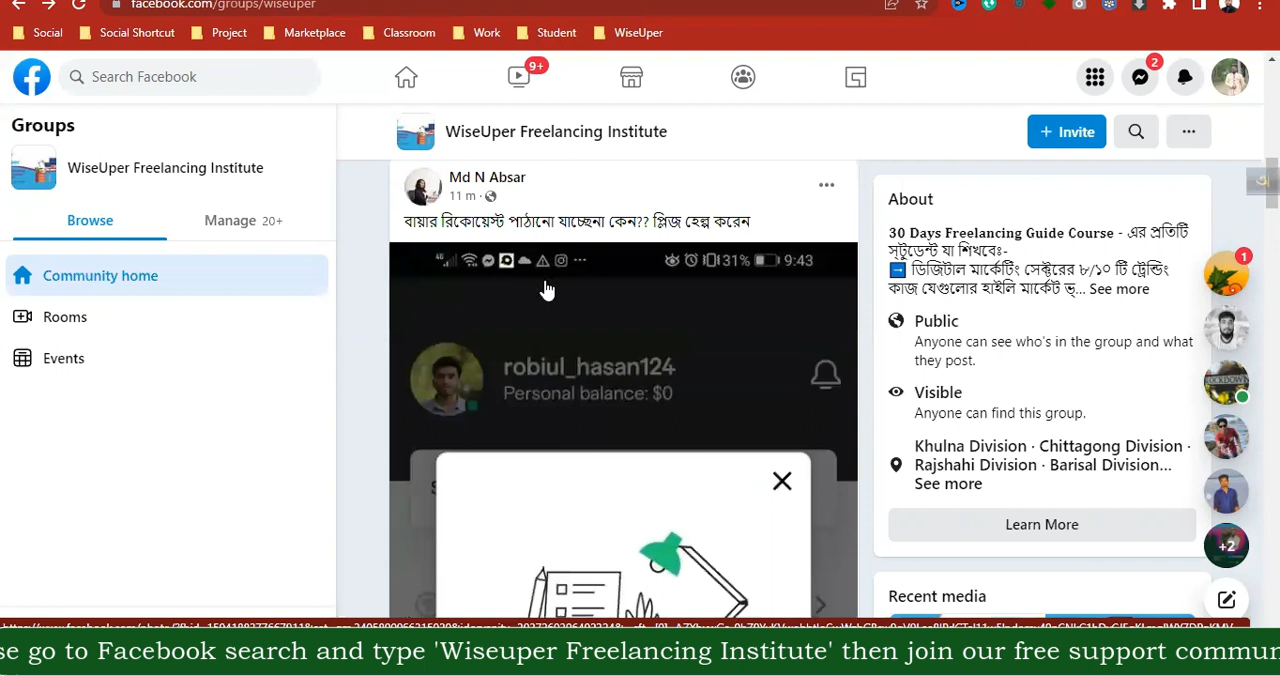 facebook.com/groups/wiseuper
Social
Social Shortcut
Project
Marketplace
Classroom
Work
Student
WiseUper
Search Facebook
9+
2
Groups
WiseUper Freelancing Institute
Browse
Manage 20+
Community home
Rooms
Events
WiseUper Freelancing Institute
+ Invite
Md N Absar
11 m ·
বায়ার রিকোয়েস্ট পাঠানো যাচ্ছেনা কেন?? প্লিজ হেল্প করেন
31%
9:43
robiul_hasan124
Personal balance: $0
About
30 Days Freelancing Guide Course - এর প্রতিটি
স্টুডেন্ট যা শিখবেঃ-
ডিজিটাল মার্কেটিং সেক্টরের ৮/১০ টি ট্রেন্ডিং
কাজ যেগুলোর হাইলি মার্কেট ভ্... See more
Public
Anyone can see who's in the group and what
they post.
Visible
Anyone can find this group.
Khulna Division · Chittagong Division ·
Rajshahi Division · Barisal Division...
See more
Learn More
Recent media
1
LOCKDOWN
+2
se go to Facebook search and type 'Wiseuper Freelancing Institute' then join our free support commun